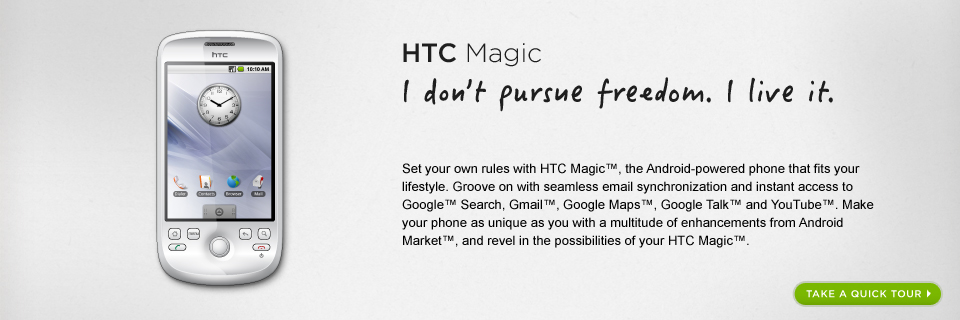 HTC Magic
I don't pursue freedom. I live it.
Set your own rules with HTC Magic™, the Android-powered phone that fits your
lifestyle. Groove on with seamless email synchronization and instant access to
Google™ Search, Gmail™, Google Maps™, Google Talk™ and YouTube™. Make
your phone as unique as you with a multitude of enhancements from Android
Market™, and revel in the possibilities of your HTC Magic™.
TAKE A QUICK TOUR
hTC
10:10 AM
Dialer Contacts Browser Mail
MENU